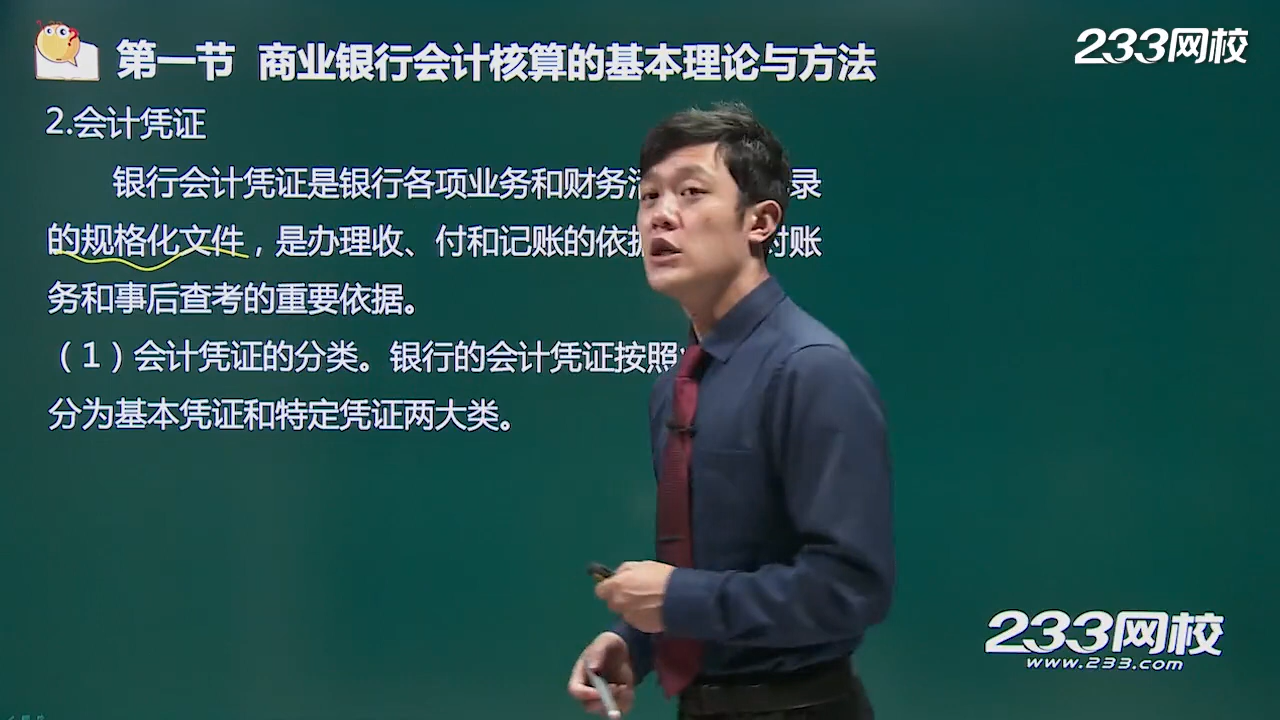 第一节 商业银行会计核算的基本理论与方法
233网校
2.会计凭证
银行会计凭证是银行各项业务和财务 录
的规格化文件，是办理收、付和记账的依据 对账
务和事后查考的重要依据。
（1）会计凭证的分类。银行的会计凭证按照
分为基本凭证和特定凭证两大类。
233网校
www.233.com